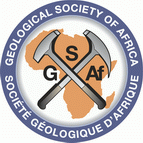 GEOLOGICAL SOCIETY OF AFRICA
S
G Af
SOCIÉTÉ GÉOLOGIQUE D'AFRIQUE